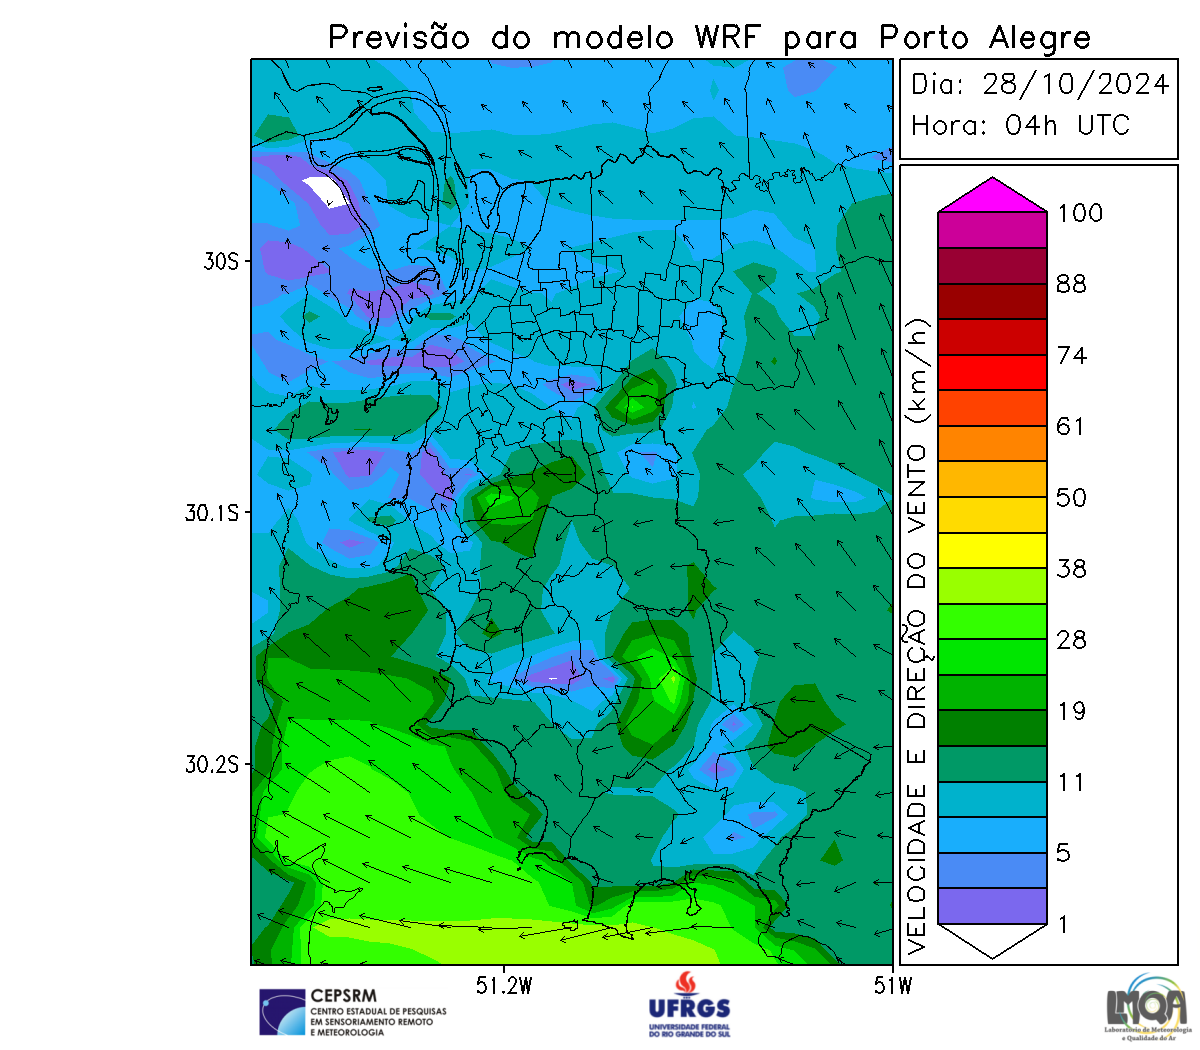 Previsão do modelo WRF para Porto Alegre
Dia: 28/10/2024
Hora: 04h UTC
100
88
74
61
50
38
28
19
11
5
1
VELOCIDADE E DIREÇÃO DO VENTO (km/h)
30S
30.1S
30.2S
51.2W
51W
CEPSRM
CENTRO ESTADUAL DE PESQUISAS
EM SENSORIAMENTO REMOTO
E METEOROLOGIA
UFRGS
UNIVERSIDADE FEDERAL
DO RIO GRANDE DO SUL
LMQA
Laboratório de Meteorologia
e Qualidade do Ar